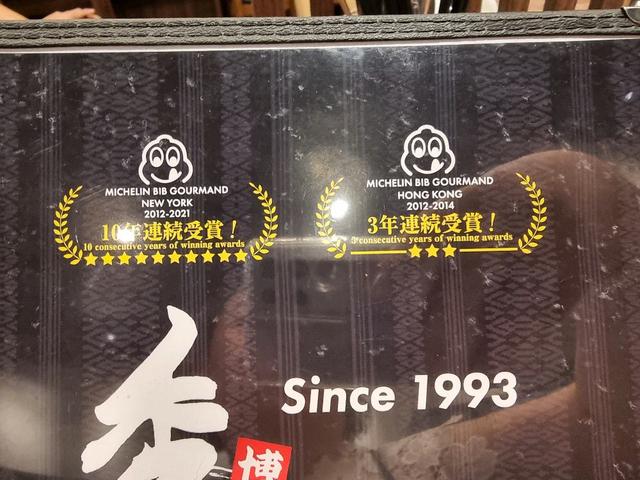 MICHELIN BIB GOURMAND
NEW YORK
2012-2021
10年連続受賞!
10 consecutive years of winning awards
MICHELIN BIB GOURMAND
HONG KONG
2012-2014
3年連続受賞!
3 consecutive years of winning awards
Since 1993
秀
博